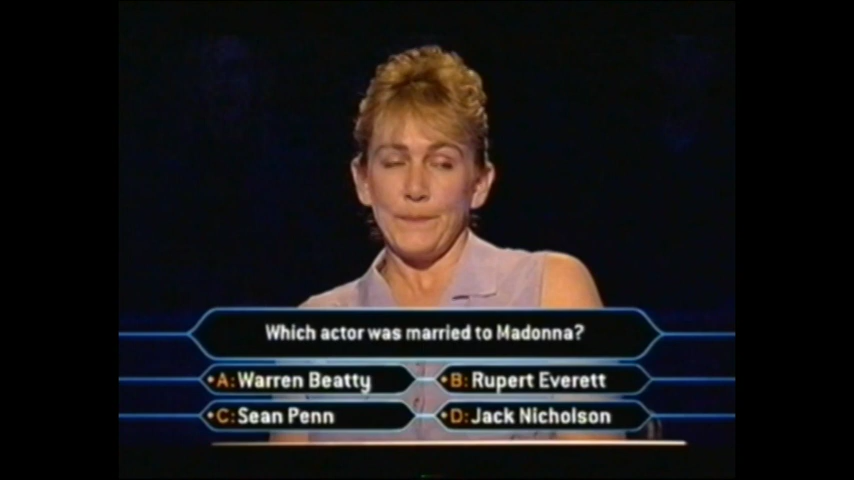 Which actor was married to Madonna?
A: Warren Beatty
B: Rupert Everett
C: Sean Penn
D: Jack Nicholson